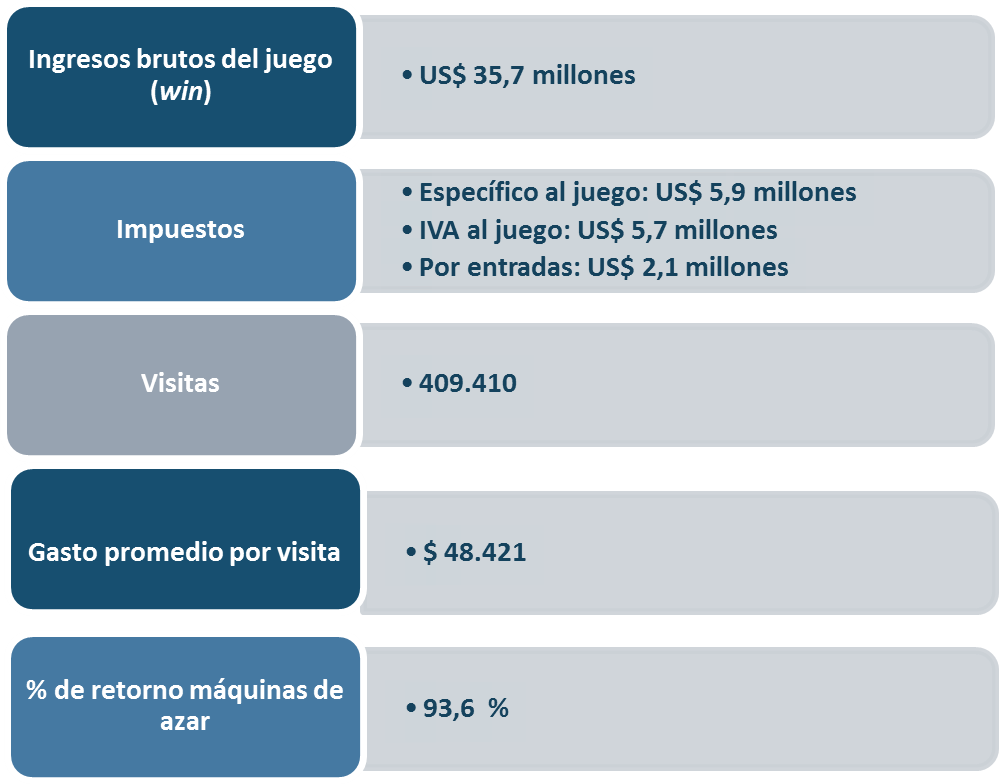 Ingresos brutos del juego
(win)
• US$ 35,7 millones
Impuestos
• Específico al juego: US$ 5,9 millones
• IVA al juego: US$ 5,7 millones
• Por entradas: US$ 2,1 millones
Visitas
• 409.410
Gasto promedio por visita
• $ 48.421
% de retorno máquinas de
azar
• 93,6 %